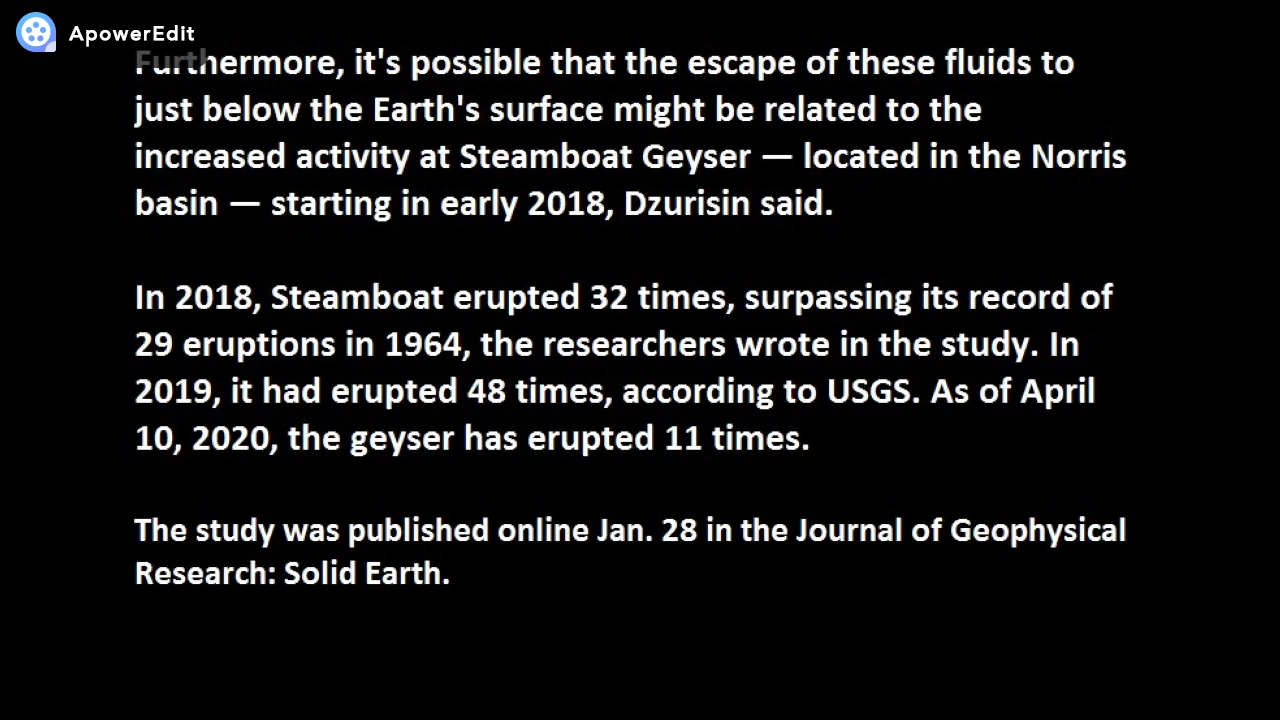 ApowerEdit
Furthermore, it's possible that the escape of these fluids to
just below the Earth's surface might be related to the
increased activity at Steamboat Geyser — located in the Norris
basin — starting in early 2018, Dzurisin said.
In 2018, Steamboat erupted 32 times, surpassing its record of
29 eruptions in 1964, the researchers wrote in the study. In
2019, it had erupted 48 times, according to USGS. As of April
10, 2020, the geyser has erupted 11 times.
The study was published online Jan. 28 in the Journal of Geophysical
Research: Solid Earth.